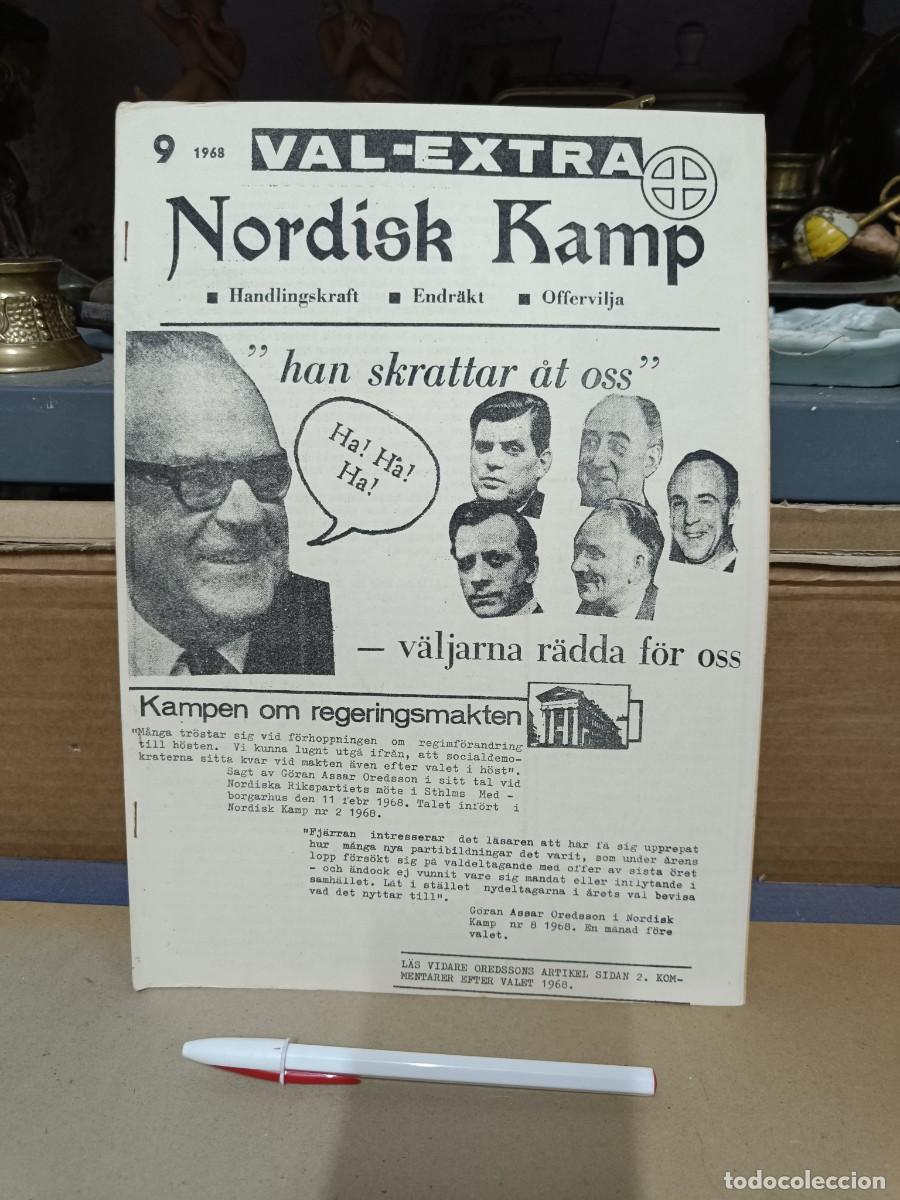 9 1968 VAL-EXTRA
Nordisk Kamp
■ Handlingskraft ■ Endräkt ■ Offervilja
" han skrattar åt oss"
Ha! Ha!
Ha!
— väljarna rädda för oss
Kampen om regeringsmakten
"Många tröstar sig vid förhoppningen om regimförandring
till hösten. Vi kunna lugnt utgå ifrån, att socialdemo-
kraterna sitta kvar vid makten även efter valet i höst".
Sagt av Göran Assar Oredsson i sitt tal vid
Nordiska Rikspartiets möte i Sthlms Med -
borgarhus den 11 febr 1968. Talet infört i
Nordisk Kamp nr 2 1968.
"Fjärran intresserar det läsaren att här få sig upprepat
hur många nya partibildningar det varit, som under årens
lopp försökt sig på valdeltagande med offer av sista öret
- och ändock ej vunnit vare sig mandat eller inflytande i
samhället. Låt i stället nydeltagarna i årets val bevisa
vad det nyttar till".
Göran Assar Oredsson i Nordisk
Kamp nr 8 1968. En månad före
valet.
LÄS VIDARE OREDSSONS ARTIKEL SIDAN 2. KOM-
MENTARER EFTER VALET 1968.
todocoleccion